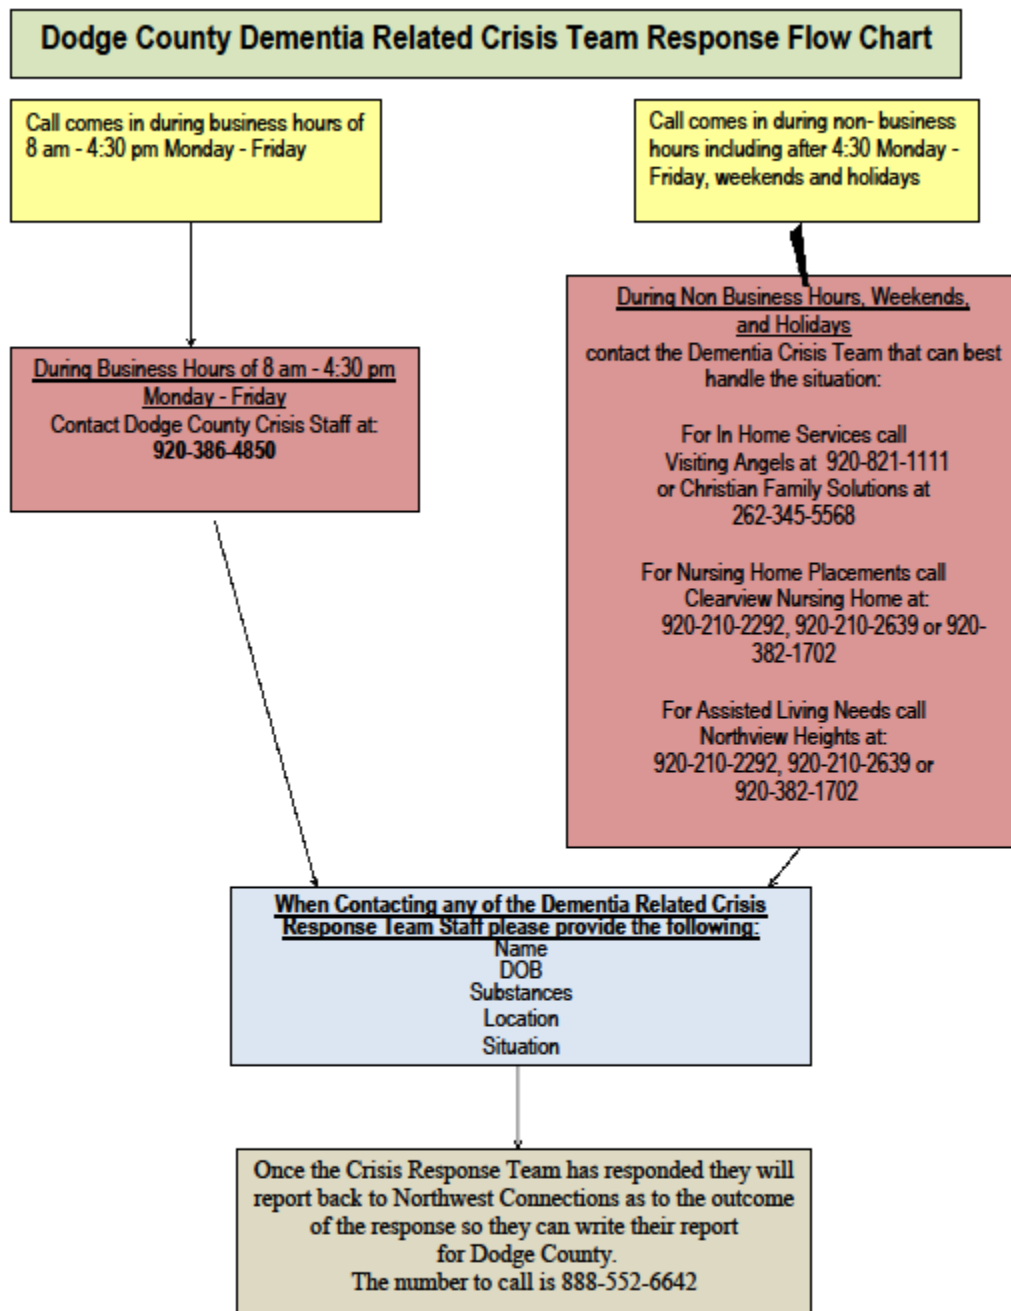 Dodge County Dementia Related Crisis Team Response Flow Chart
Call comes in during business hours of
8 am - 4:30 pm Monday - Friday
Call comes in during non- business
hours including after 4:30 Monday -
Friday, weekends and holidays
During Business Hours of 8 am - 4:30 pm
Monday - Friday
Contact Dodge County Crisis Staff at:
920-386-4850
During Non Business Hours, Weekends,
and Holidays
contact the Dementia Crisis Team that can best
handle the situation:
For In Home Services call
Visiting Angels at 920-821-1111
or Christian Family Solutions at
262-345-5568
For Nursing Home Placements call
Clearview Nursing Home at:
920-210-2292, 920-210-2639 or 920-
382-1702
For Assisted Living Needs call
Northview Heights at:
920-210-2292, 920-210-2639 or
920-382-1702
When Contacting any of the Dementia Related Crisis
Response Team Staff please provide the following:
Name
DOB
Substances
Location
Situation
Once the Crisis Response Team has responded they will
report back to Northwest Connections as to the outcome
of the response so they can write their report
for Dodge County.
The number to call is 888-552-6642